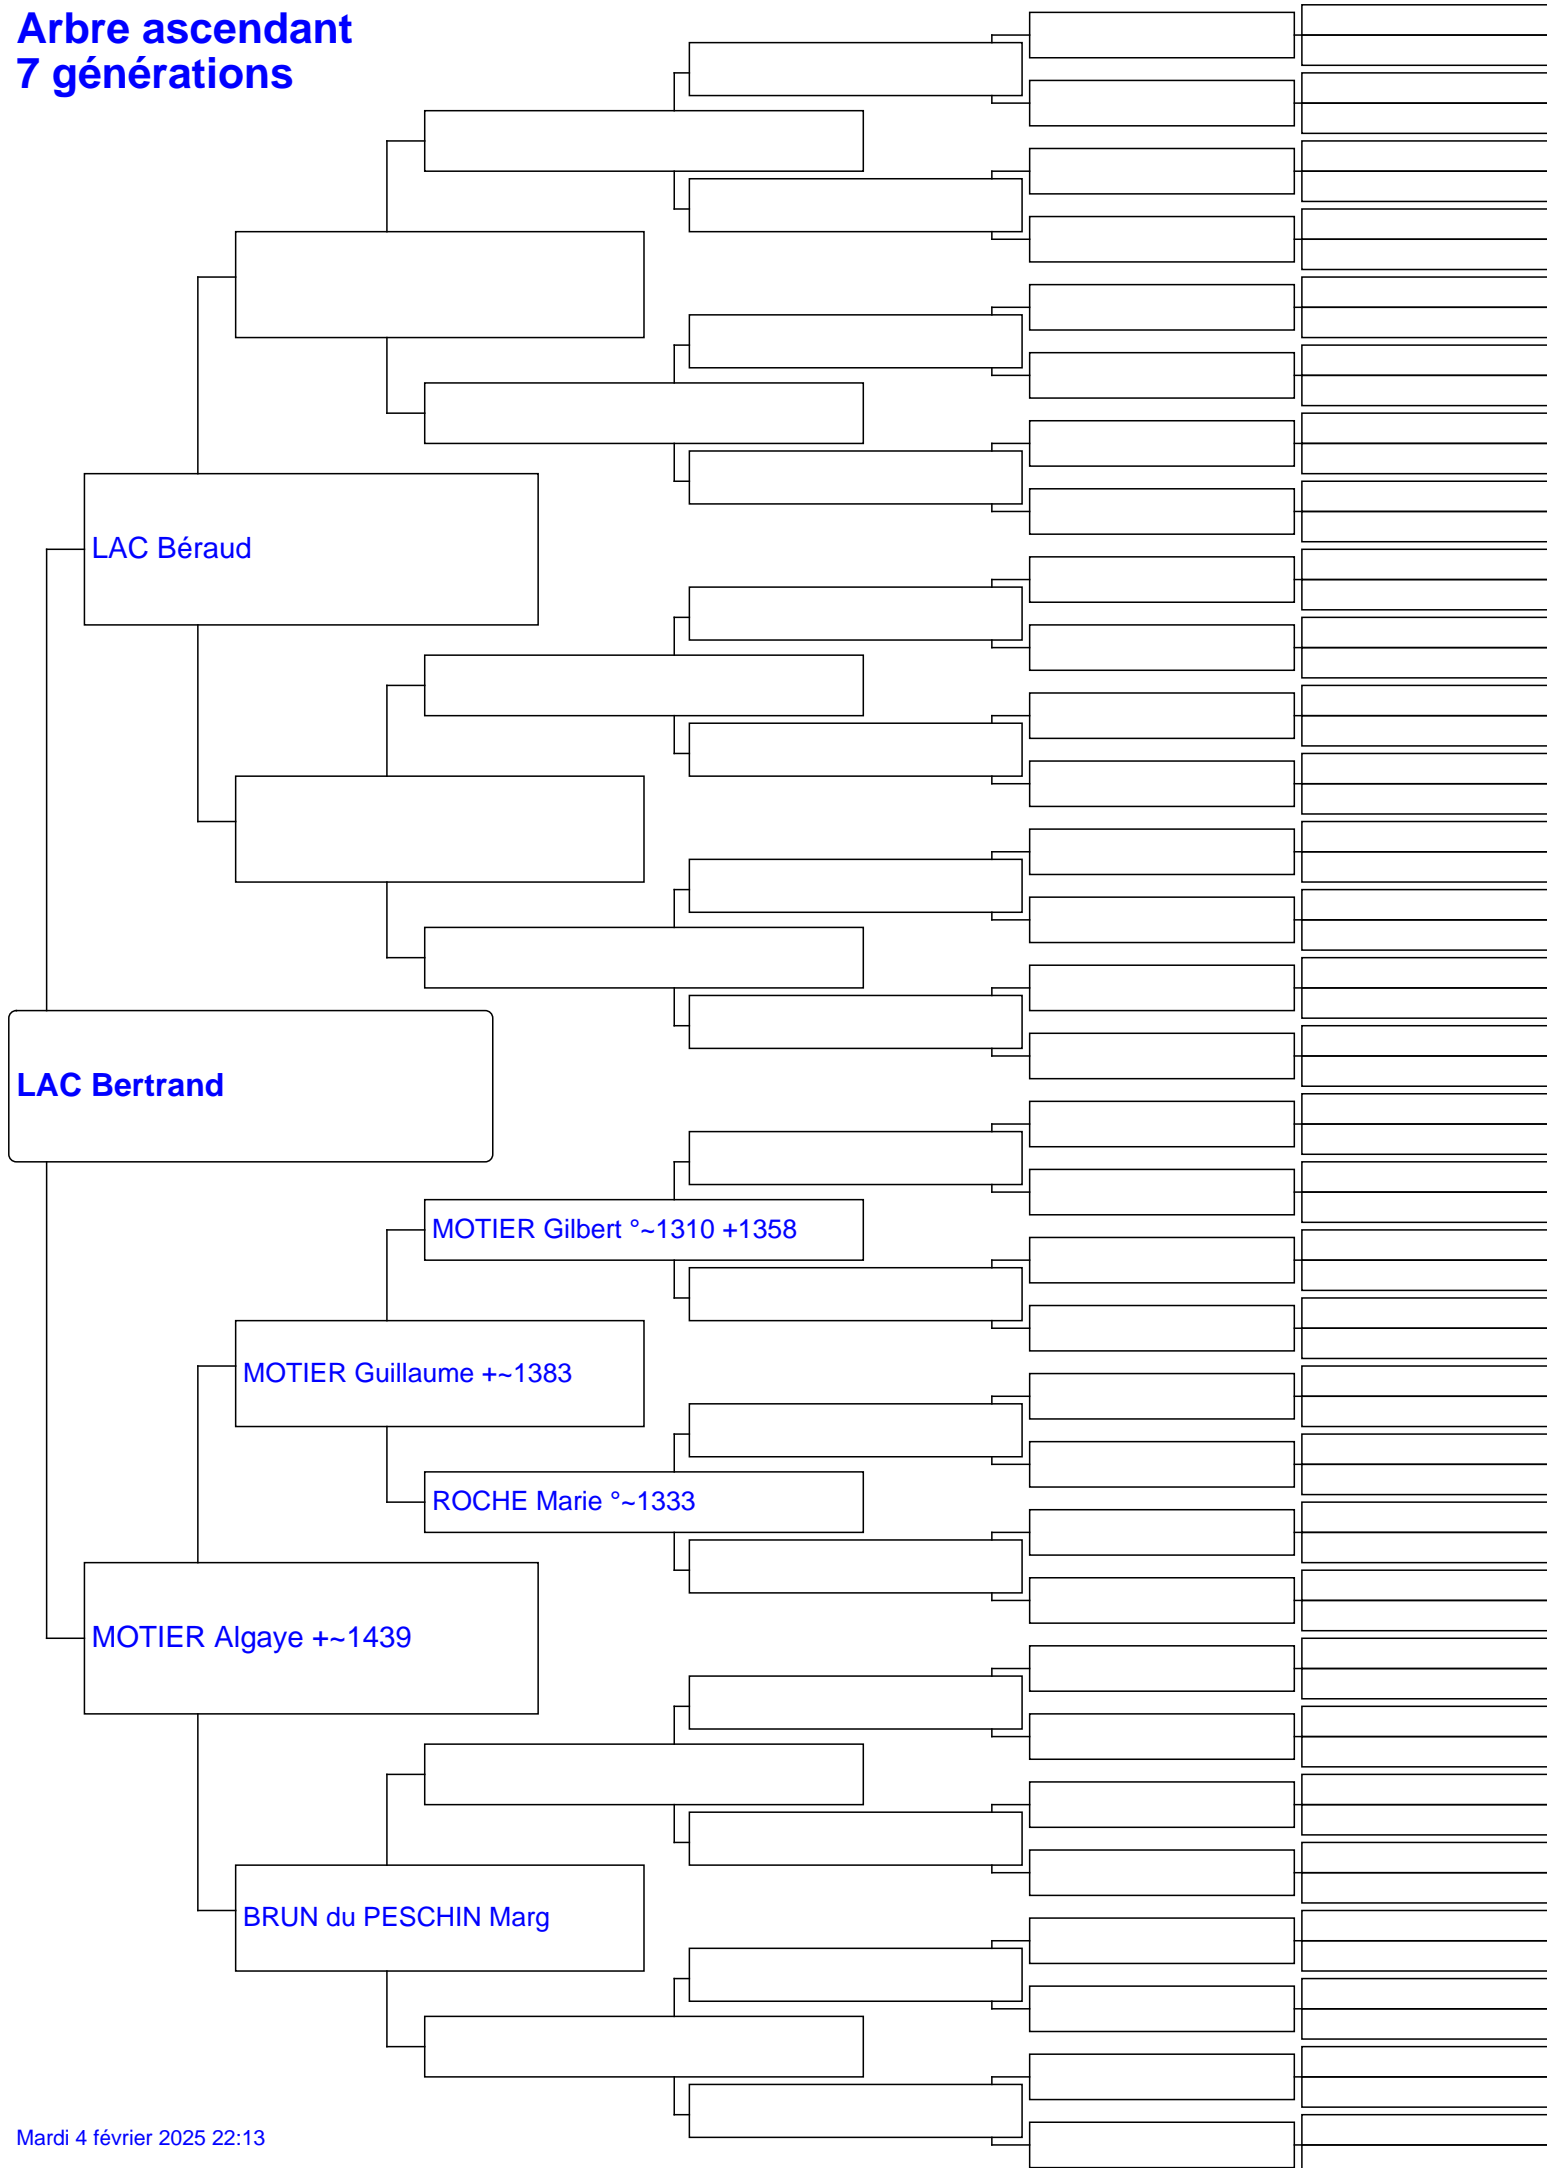 Arbre ascendant
7 générations
LAC Béraud
LAC Bertrand
MOTIER Gilbert °~1310 +1358
MOTIER Guillaume +~1383
ROCHE Marie °~1333
MOTIER Algaye +~1439
BRUN du PESCHIN Marg
Mardi 4 février 2025 22:13